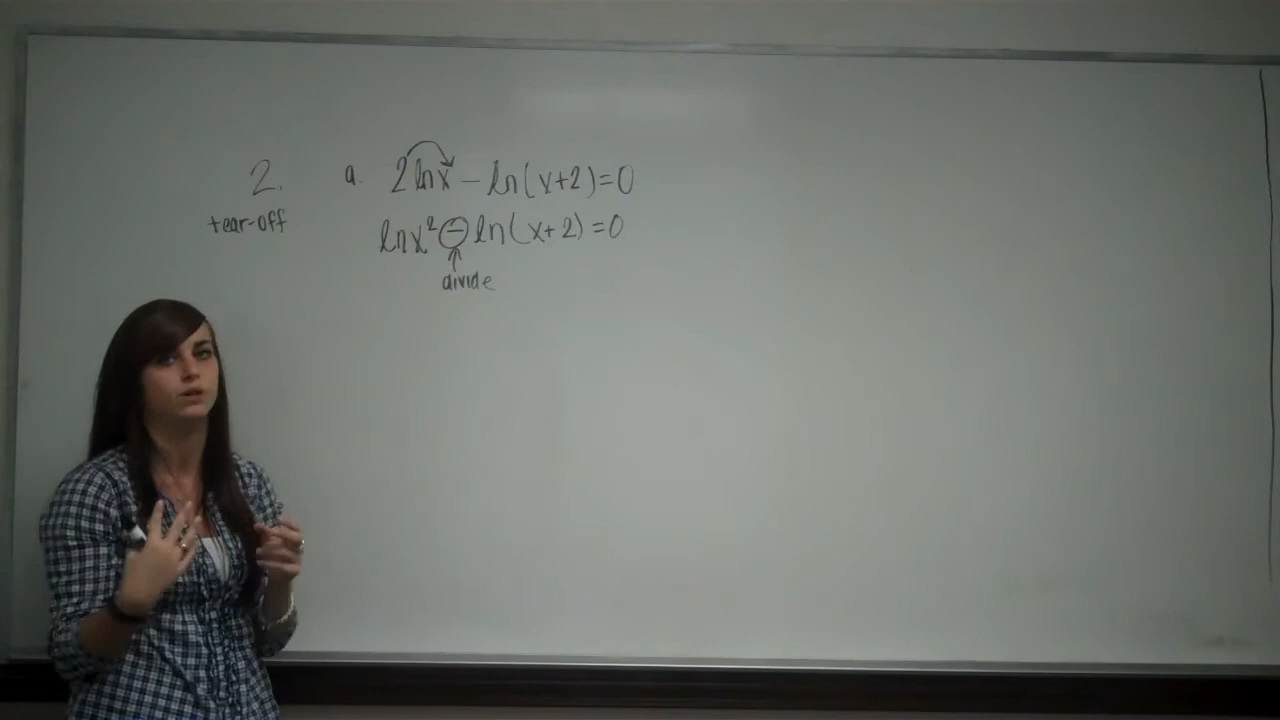 2. a. 2lnx - ln(x+2)=0
tear-off lnx² - ln(x+2)=0
divide